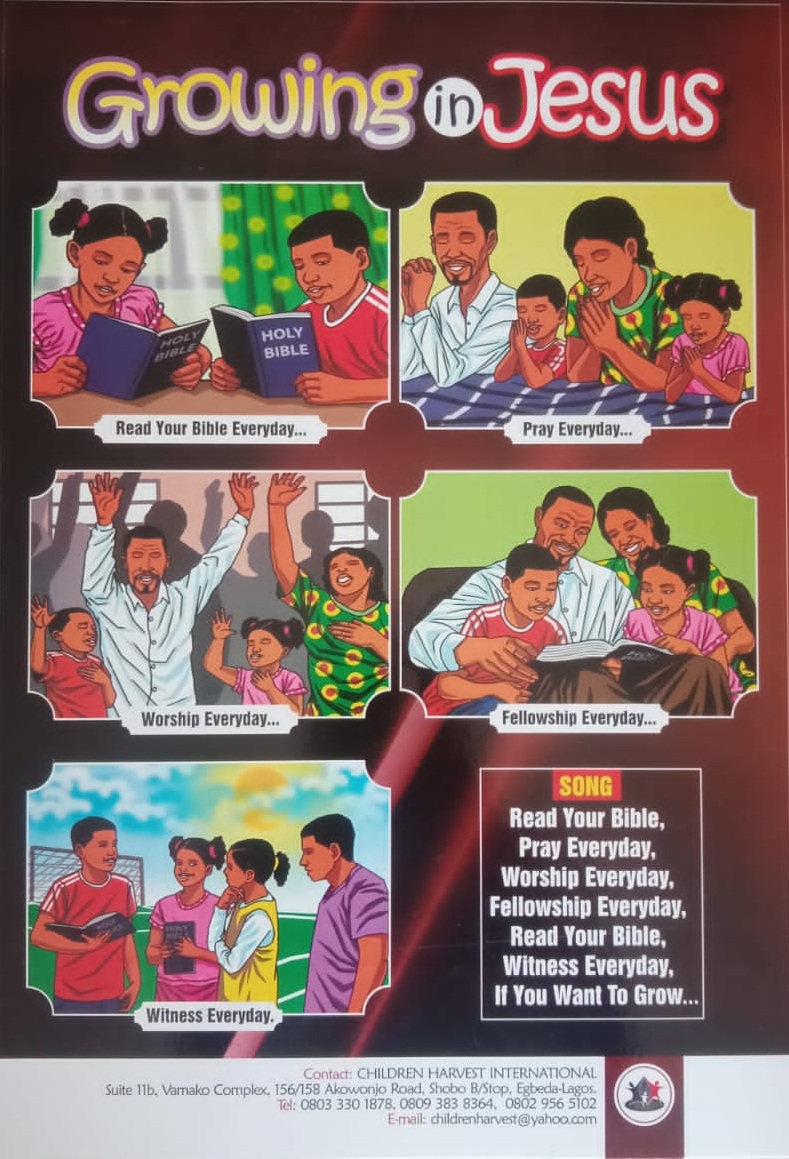 Growing in Jesus
HOLY
BIBLE
HOLY
BIBLE
Read Your Bible Everyday...
Pray Everyday...
Worship Everyday...
Fellowship Everyday...
HOLY
BIBLE
Witness Everyday.
SONG
Read Your Bible,
Pray Everyday,
Worship Everyday,
Fellowship Everyday,
Read Your Bible,
Witness Everyday,
If You Want To Grow...
Contact: CHILDREN HARVEST INTERNATIONAL
Suite 11b, Vamako Complex, 156/158 Akowonjo Road, Shobo B/Stop, Egbeda-Lagos.
Tel: 0803 330 1878, 0809 383 8364, 0802 956 5102
E-mail: childrenharvest@yahoo.com